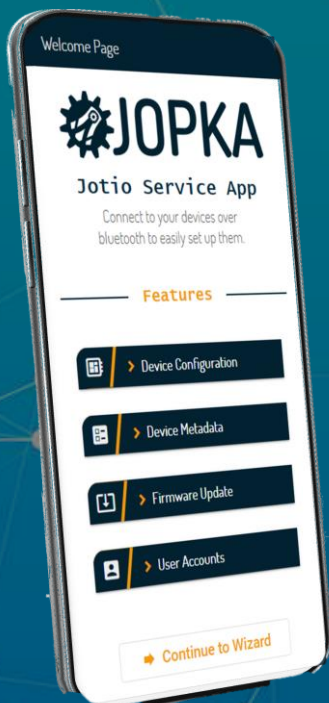 Welcome Page
JOPKA
Jotio Service App
Connect to your devices over
bluetooth to easily set up them.
Features
> Device Configuration
> Device Metadata
> Firmware Update
> User Accounts
Continue to Wizard